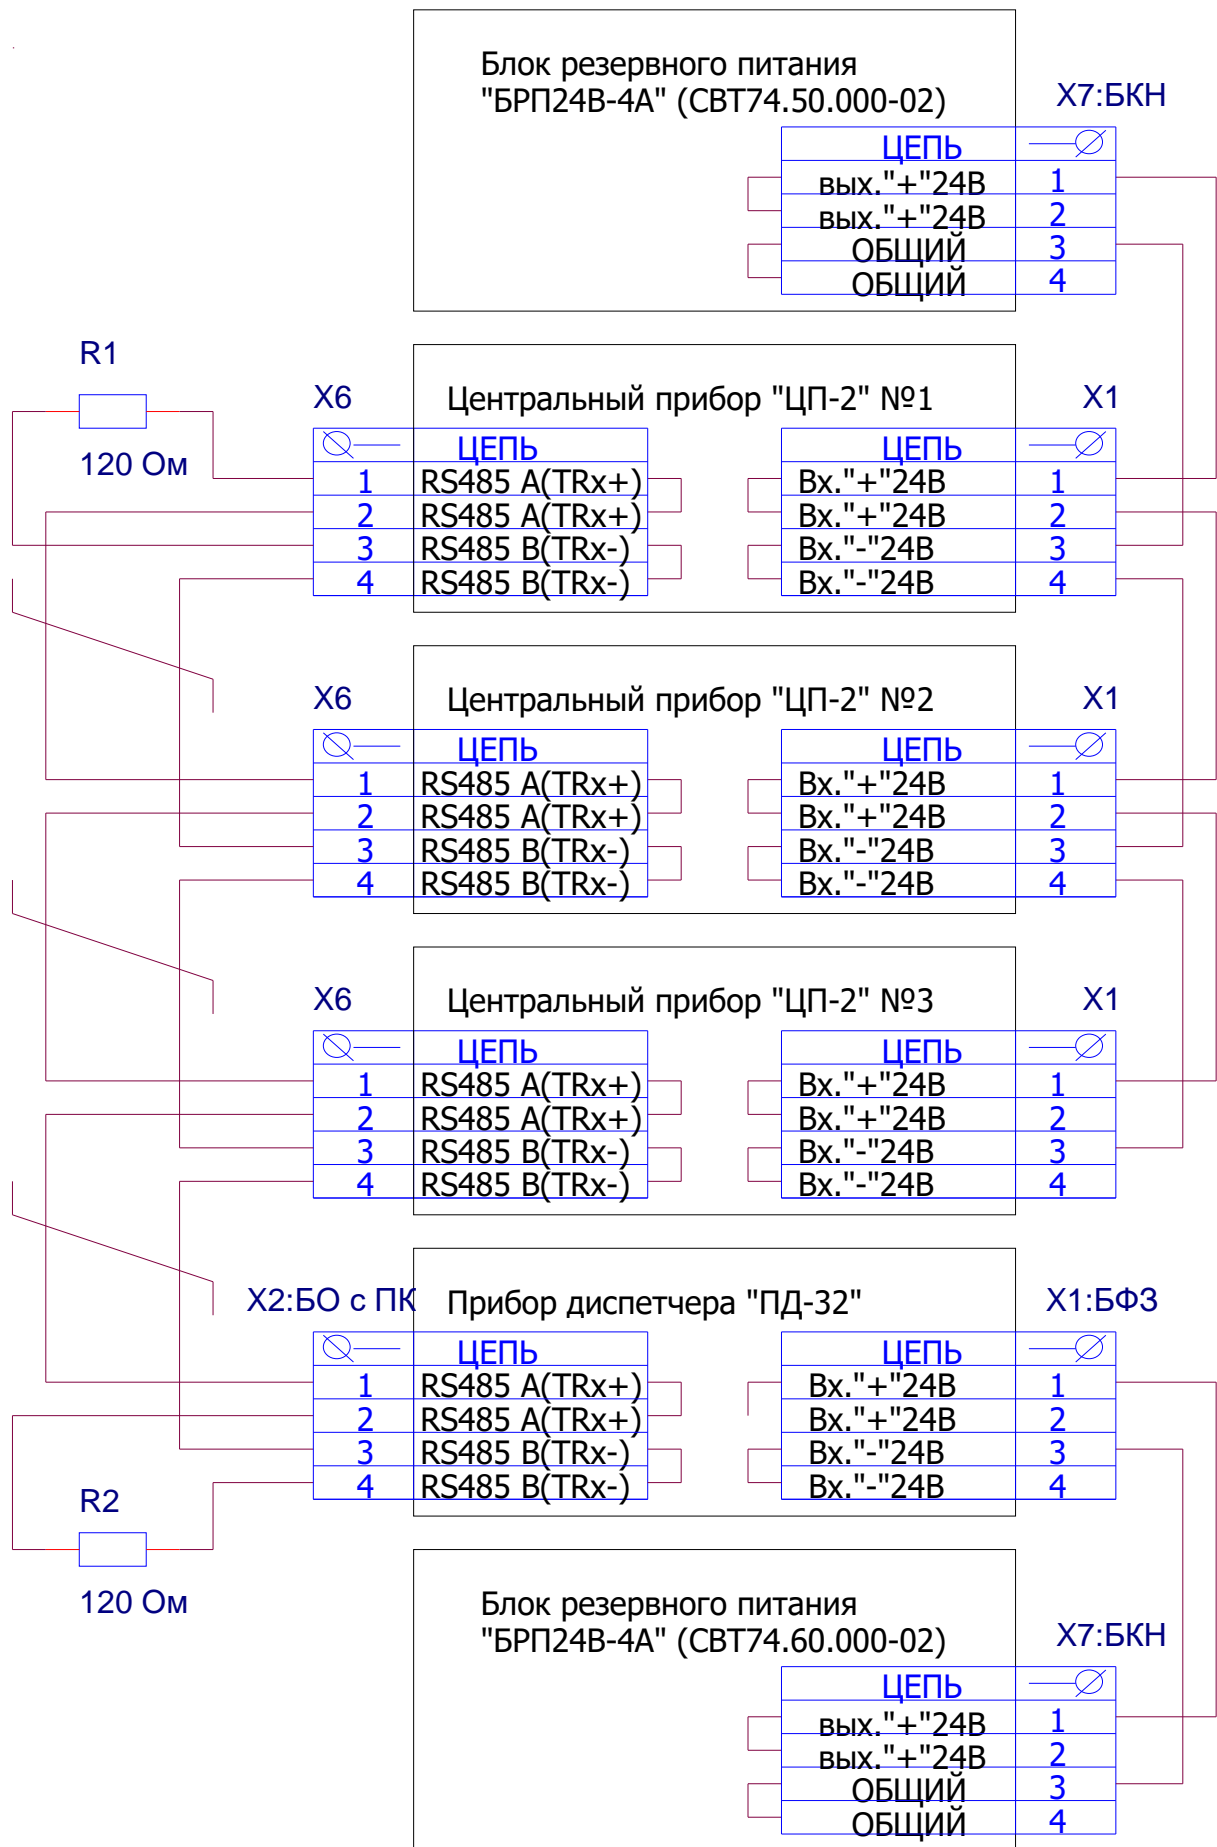 Блок резервного питания
"БРП24В-4А" (СВТ74.50.000-02)
X7:БКН
ЦЕПЬ
вых."+"24В 1
вых."+"24В 2
ОБЩИЙ 3
ОБЩИЙ 4
R1
120 Ом
X6
Центральный прибор "ЦП-2" №1
X1
ЦЕПЬ ЦЕПЬ
1 RS485 A(TRx+) Вх."+"24В 1
2 RS485 A(TRx+) Вх."+"24В 2
3 RS485 B(TRx-) Вх."-"24В 3
4 RS485 B(TRx-) Вх."-"24В 4
X6
Центральный прибор "ЦП-2" №2
X1
ЦЕПЬ ЦЕПЬ
1 RS485 A(TRx+) Вх."+"24В 1
2 RS485 A(TRx+) Вх."+"24В 2
3 RS485 B(TRx-) Вх."-"24В 3
4 RS485 B(TRx-) Вх."-"24В 4
X6
Центральный прибор "ЦП-2" №3
X1
ЦЕПЬ ЦЕПЬ
1 RS485 A(TRx+) Вх."+"24В 1
2 RS485 A(TRx+) Вх."+"24В 2
3 RS485 B(TRx-) Вх."-"24В 3
4 RS485 B(TRx-) Вх."-"24В 4
X2:БО с ПК
Прибор диспетчера "ПД-32"
X1:БФЗ
ЦЕПЬ ЦЕПЬ
1 RS485 A(TRx+) Вх."+"24В 1
2 RS485 A(TRx+) Вх."+"24В 2
3 RS485 B(TRx-) Вх."-"24В 3
4 RS485 B(TRx-) Вх."-"24В 4
R2
120 Ом
Блок резервного питания
"БРП24В-4А" (СВТ74.60.000-02)
X7:БКН
ЦЕПЬ
вых."+"24В 1
вых."+"24В 2
ОБЩИЙ 3
ОБЩИЙ 4